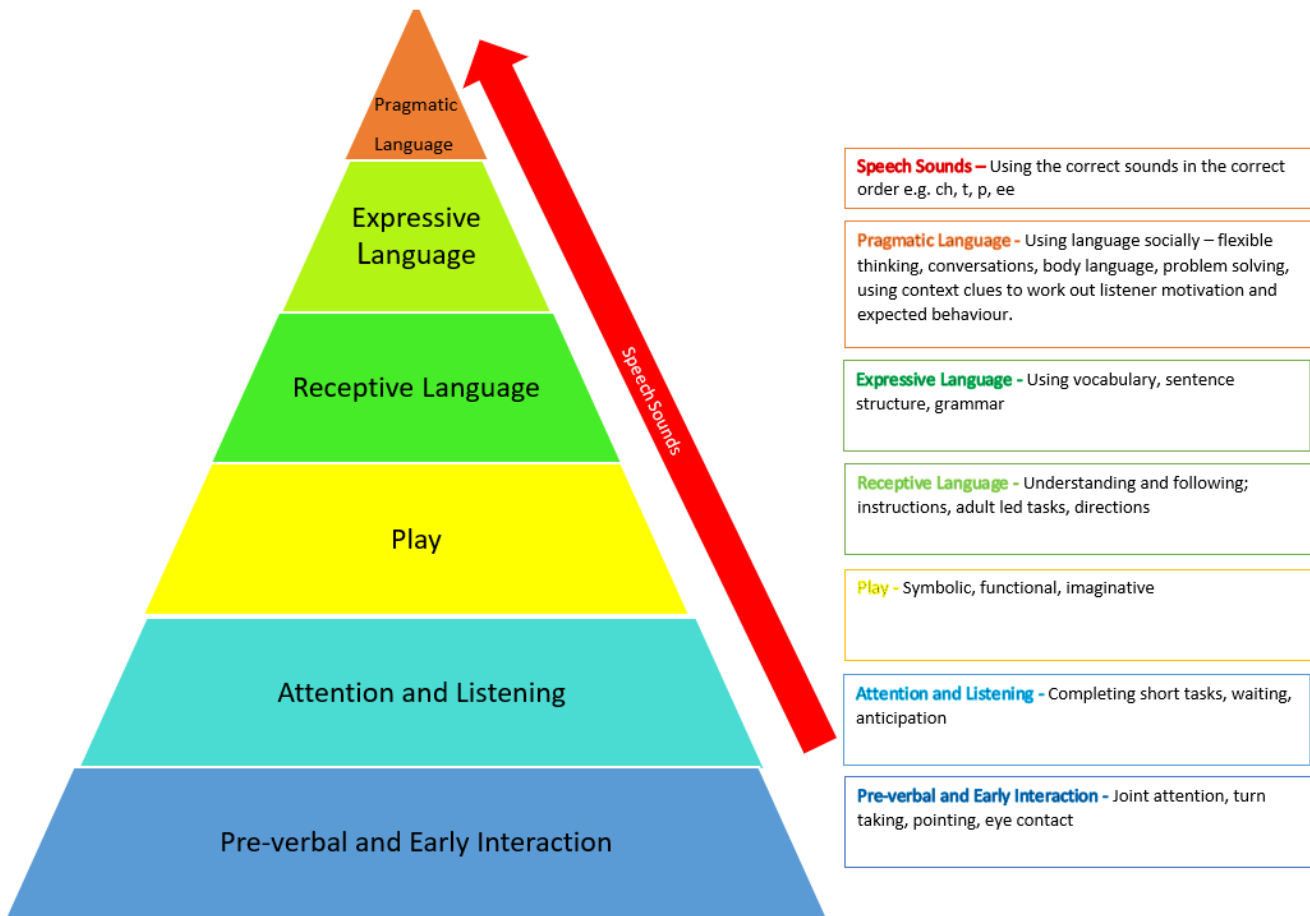 Pragmatic
Language
Expressive
Language
Receptive Language
Play
Attention and Listening
Pre-verbal and Early Interaction
Speech Sounds
Speech Sounds – Using the correct sounds in the correct
order e.g. ch, t, p, ee
Pragmatic Language - Using language socially – flexible
thinking, conversations, body language, problem solving,
using context clues to work out listener motivation and
expected behaviour.
Expressive Language - Using vocabulary, sentence
structure, grammar
Receptive Language - Understanding and following;
instructions, adult led tasks, directions
Play - Symbolic, functional, imaginative
Attention and Listening - Completing short tasks, waiting,
anticipation
Pre-verbal and Early Interaction - Joint attention, turn
taking, pointing, eye contact